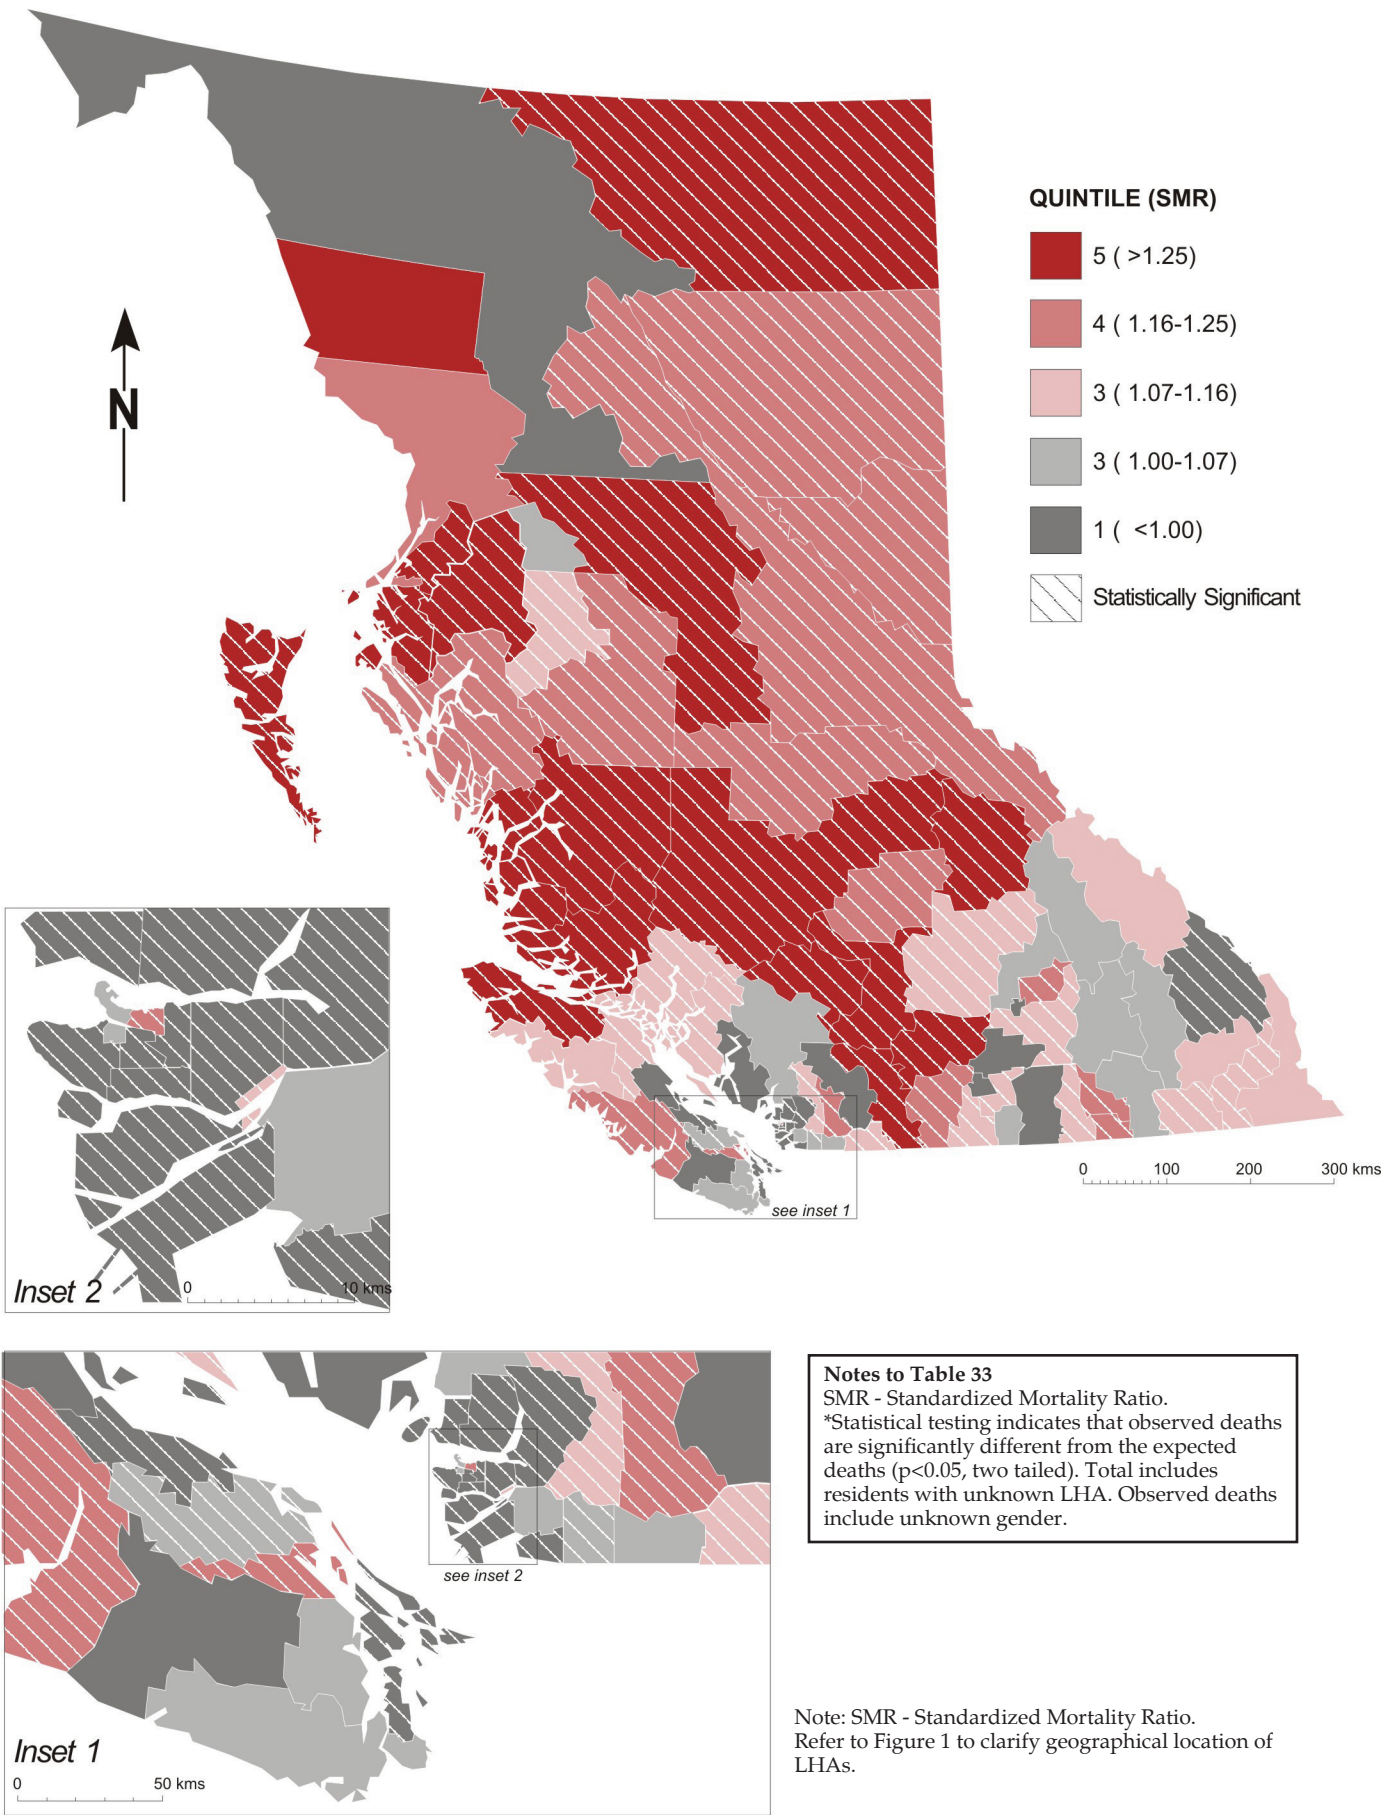 QUINTILE (SMR)
5 ( >1.25)
4 ( 1.16-1.25)
3 ( 1.07-1.16)
3 ( 1.00-1.07)
1 ( <1.00)
Statistically Significant
N
0 100 200 300 kms
see inset 1
Inset 2
0 10 kms
Notes to Table 33
SMR - Standardized Mortality Ratio.
*Statistical testing indicates that observed deaths
are significantly different from the expected
deaths (p<0.05, two tailed). Total includes
residents with unknown LHA. Observed deaths
include unknown gender.
see inset 2
Inset 1
0 50 kms
Note: SMR - Standardized Mortality Ratio.
Refer to Figure 1 to clarify geographical location of
LHAs.